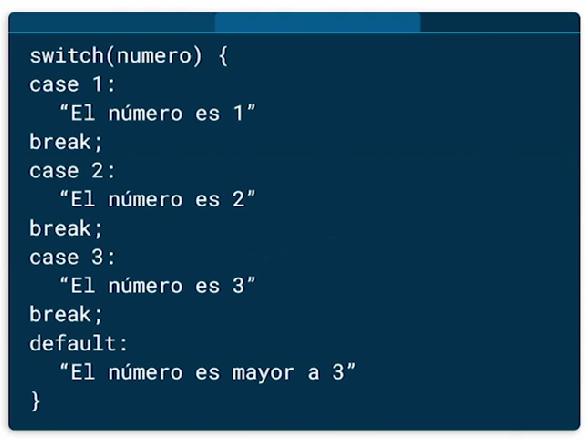 switch(numero) {
case 1:
  “El número es 1”
break;
case 2:
  “El número es 2”
break;
case 3:
  “El número es 3”
break;
default:
  “El número es mayor a 3”
}